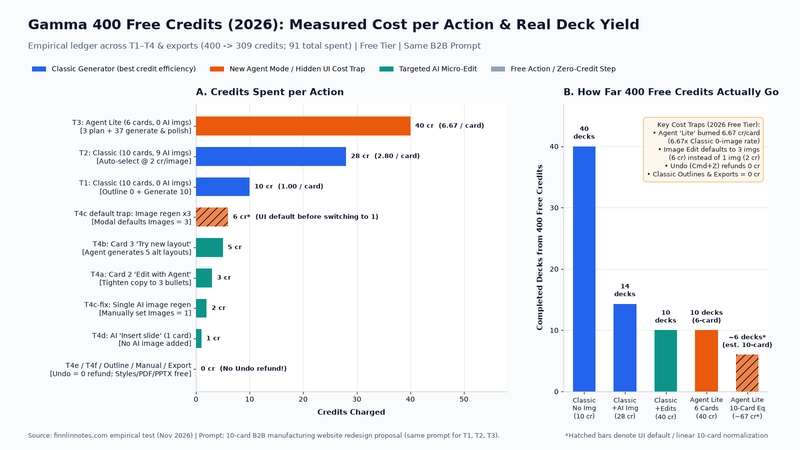 Gamma 400 Free Credits (2026): Measured Cost per Action & Real Deck Yield
Empirical ledger across T1–T4 & exports (400 -> 309 credits; 91 total spent) | Free Tier | Same B2B Prompt
Classic Generator (best credit efficiency)
New Agent Mode / Hidden UI Cost Trap
Targeted AI Micro-Edit
Free Action / Zero-Credit Step
A. Credits Spent per Action
T3: Agent Lite (6 cards, 0 AI imgs)
[3 plan + 37 generate & polish]
40 cr (6.67 / card)
T2: Classic (10 cards, 9 AI imgs)
[Auto-select @ 2 cr/image]
28 cr (2.80 / card)
T1: Classic (10 cards, 0 AI imgs)
[Outline 0 + Generate 10]
10 cr (1.00 / card)
T4c default trap: Image regen x3
[Modal defaults Images = 3]
6 cr* (UI default before switching to 1)
T4b: Card 3 'Try new layout'
[Agent generates 5 alt layouts]
5 cr
T4a: Card 2 'Edit with Agent'
[Tighten copy to 3 bullets]
3 cr
T4c-fix: Single AI image regen
[Manually set Images = 1]
2 cr
T4d: AI 'Insert slide' (1 card)
[No AI image added]
1 cr
T4e / T4f / Outline / Manual / Export
[Undo = 0 refund; Styles/PDF/PPTX free]
0 cr (No Undo refund!)
0 10 20 30 40 50
Credits Charged
B. How Far 400 Free Credits Actually Go
Key Cost Traps (2026 Free Tier):
• Agent 'Lite' burned 6.67 cr/card
(6.67x Classic 0-image rate)
• Image Edit defaults to 3 imgs
(6 cr) instead of 1 img (2 cr)
• Undo (Cmd+Z) refunds 0 cr
• Classic Outlines & Exports = 0 cr
Completed Decks from 400 Free Credits
40
30
20
10
0
40
decks
14
decks
10
decks
10 decks
(6-card)
~6 decks*
(est. 10-card)
Classic
No Img
(10 cr)
Classic
+AI Img
(28 cr)
Classic
+Edits
(40 cr)
Agent Lite
6 Cards
(40 cr)
Agent Lite
10-Card Eq
(~67 cr*)
Source: finnlinnotes.com empirical test (Nov 2026) | Prompt: 10-card B2B manufacturing website redesign proposal (same prompt for T1, T2, T3).
*Hatched bars denote UI default / linear 10-card normalization